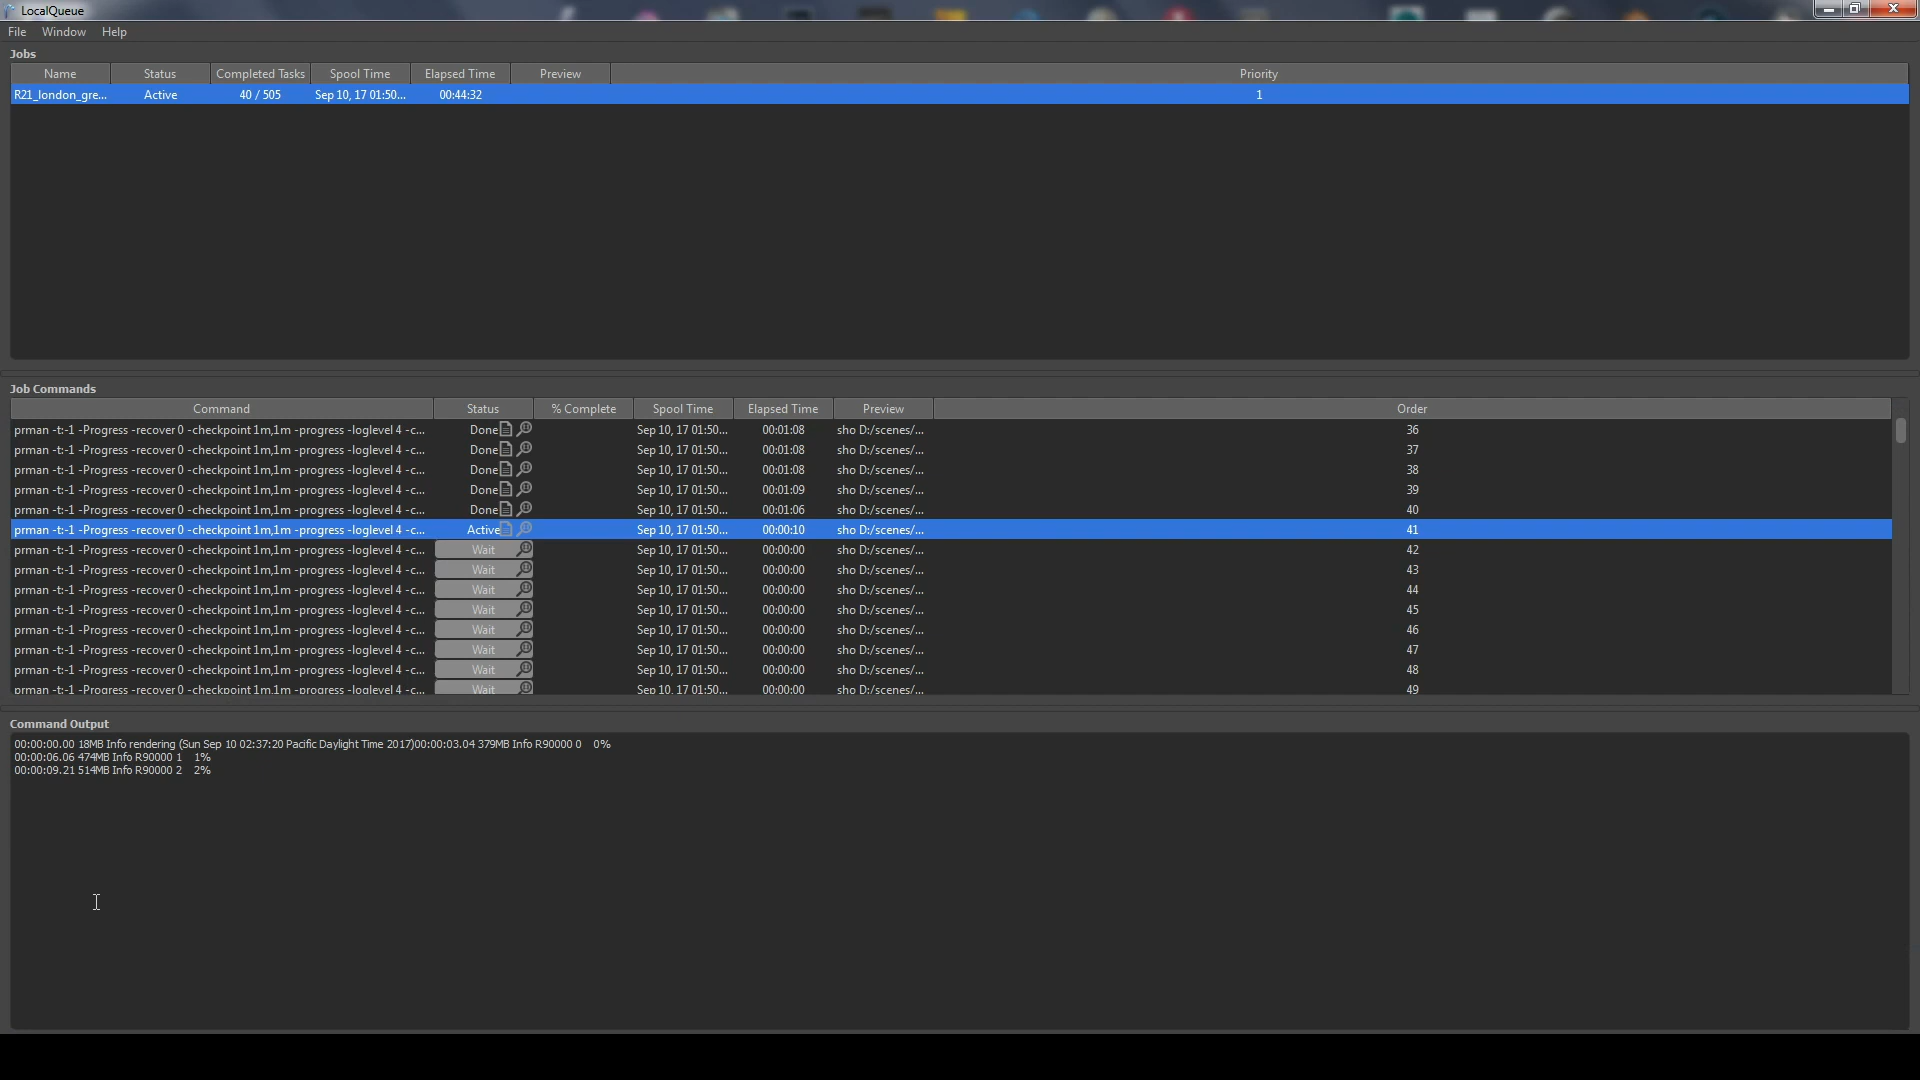 LocalQueue
File Window Help
Jobs
Name Status Completed Tasks Spool Time Elapsed Time Preview Priority
R21_london_gre... Active 40 / 505 Sep 10, 17 01:50... 00:44:32 1
Job Commands
Command Status % Complete Spool Time Elapsed Time Preview Order
prman -t:-1 -Progress -recover 0 -checkpoint 1m,1m -progress -loglevel 4 -c... Done Sep 10, 17 01:50... 00:01:08 sho D:/scenes/... 36
prman -t:-1 -Progress -recover 0 -checkpoint 1m,1m -progress -loglevel 4 -c... Done Sep 10, 17 01:50... 00:01:08 sho D:/scenes/... 37
prman -t:-1 -Progress -recover 0 -checkpoint 1m,1m -progress -loglevel 4 -c... Done Sep 10, 17 01:50... 00:01:08 sho D:/scenes/... 38
prman -t:-1 -Progress -recover 0 -checkpoint 1m,1m -progress -loglevel 4 -c... Done Sep 10, 17 01:50... 00:01:09 sho D:/scenes/... 39
prman -t:-1 -Progress -recover 0 -checkpoint 1m,1m -progress -loglevel 4 -c... Done Sep 10, 17 01:50... 00:01:06 sho D:/scenes/... 40
prman -t:-1 -Progress -recover 0 -checkpoint 1m,1m -progress -loglevel 4 -c... Active Sep 10, 17 01:50... 00:00:10 sho D:/scenes/... 41
prman -t:-1 -Progress -recover 0 -checkpoint 1m,1m -progress -loglevel 4 -c... Wait Sep 10, 17 01:50... 00:00:00 sho D:/scenes/... 42
prman -t:-1 -Progress -recover 0 -checkpoint 1m,1m -progress -loglevel 4 -c... Wait Sep 10, 17 01:50... 00:00:00 sho D:/scenes/... 43
prman -t:-1 -Progress -recover 0 -checkpoint 1m,1m -progress -loglevel 4 -c... Wait Sep 10, 17 01:50... 00:00:00 sho D:/scenes/... 44
prman -t:-1 -Progress -recover 0 -checkpoint 1m,1m -progress -loglevel 4 -c... Wait Sep 10, 17 01:50... 00:00:00 sho D:/scenes/... 45
prman -t:-1 -Progress -recover 0 -checkpoint 1m,1m -progress -loglevel 4 -c... Wait Sep 10, 17 01:50... 00:00:00 sho D:/scenes/... 46
prman -t:-1 -Progress -recover 0 -checkpoint 1m,1m -progress -loglevel 4 -c... Wait Sep 10, 17 01:50... 00:00:00 sho D:/scenes/... 47
prman -t:-1 -Progress -recover 0 -checkpoint 1m,1m -progress -loglevel 4 -c... Wait Sep 10, 17 01:50... 00:00:00 sho D:/scenes/... 48
prman -t:-1 -Progress -recover 0 -checkpoint 1m,1m -progress -loglevel 4 -c... Wait Sep 10, 17 01:50... 00:00:00 sho D:/scenes/... 49
Command Output
00:00:00.00 18MB Info rendering (Sun Sep 10 02:37:20 Pacific Daylight Time 2017)00:00:03.04 379MB Info R90000 0 0%
00:00:06.06 474MB Info R90000 1 1%
00:00:09.21 514MB Info R90000 2 2%